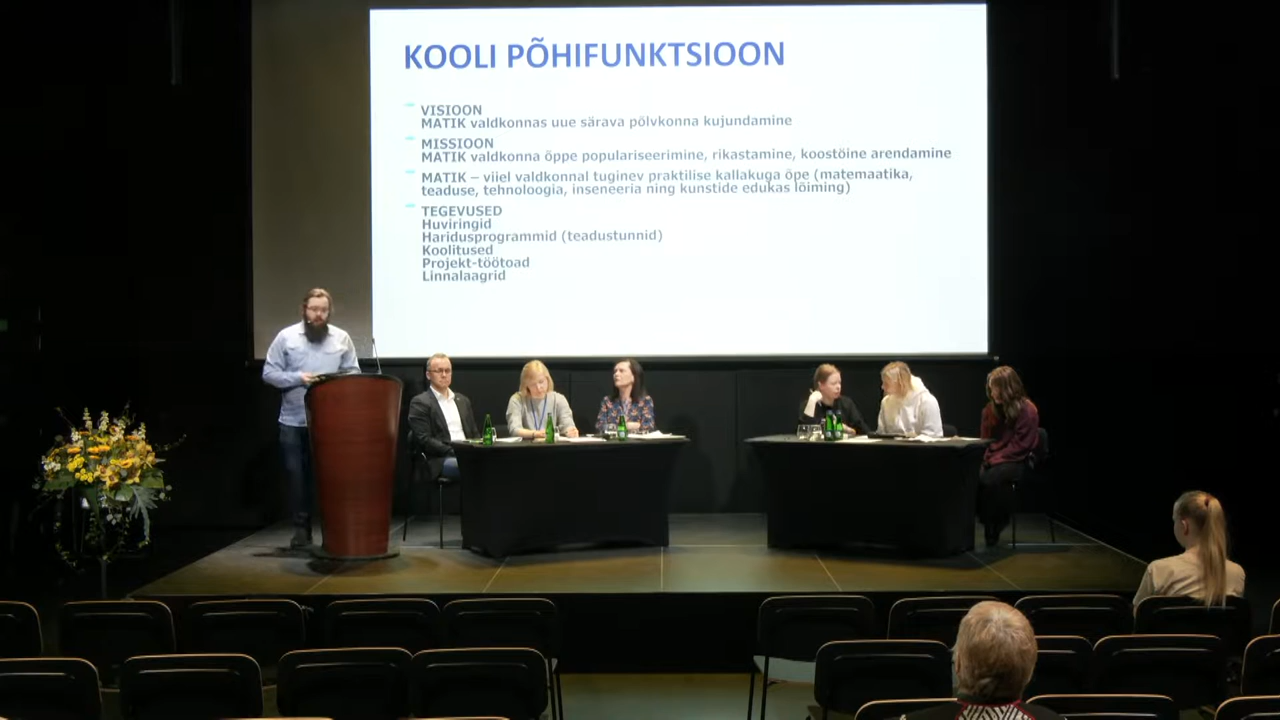 KOOLI PÕHIFUNKTSIOON
VISIOON
MATIK valdkonnas uue särava põlvkonna kujundamine
MISSIOON
MATIK valdkonna õppe populariseerimine, rikastamine, koostöine arendamine
MATIK – viiel valdkonnal tuginev praktilise kallakuga õpe (matemaatika,
teaduse, tehnoloogia, inseneeria ning kunstide edukas lõiming)
TEGEVUSED
Huviringid
Haridusprogrammid (teadustunnid)
Koolitused
Projekt-töötoad
Linnalaagrid